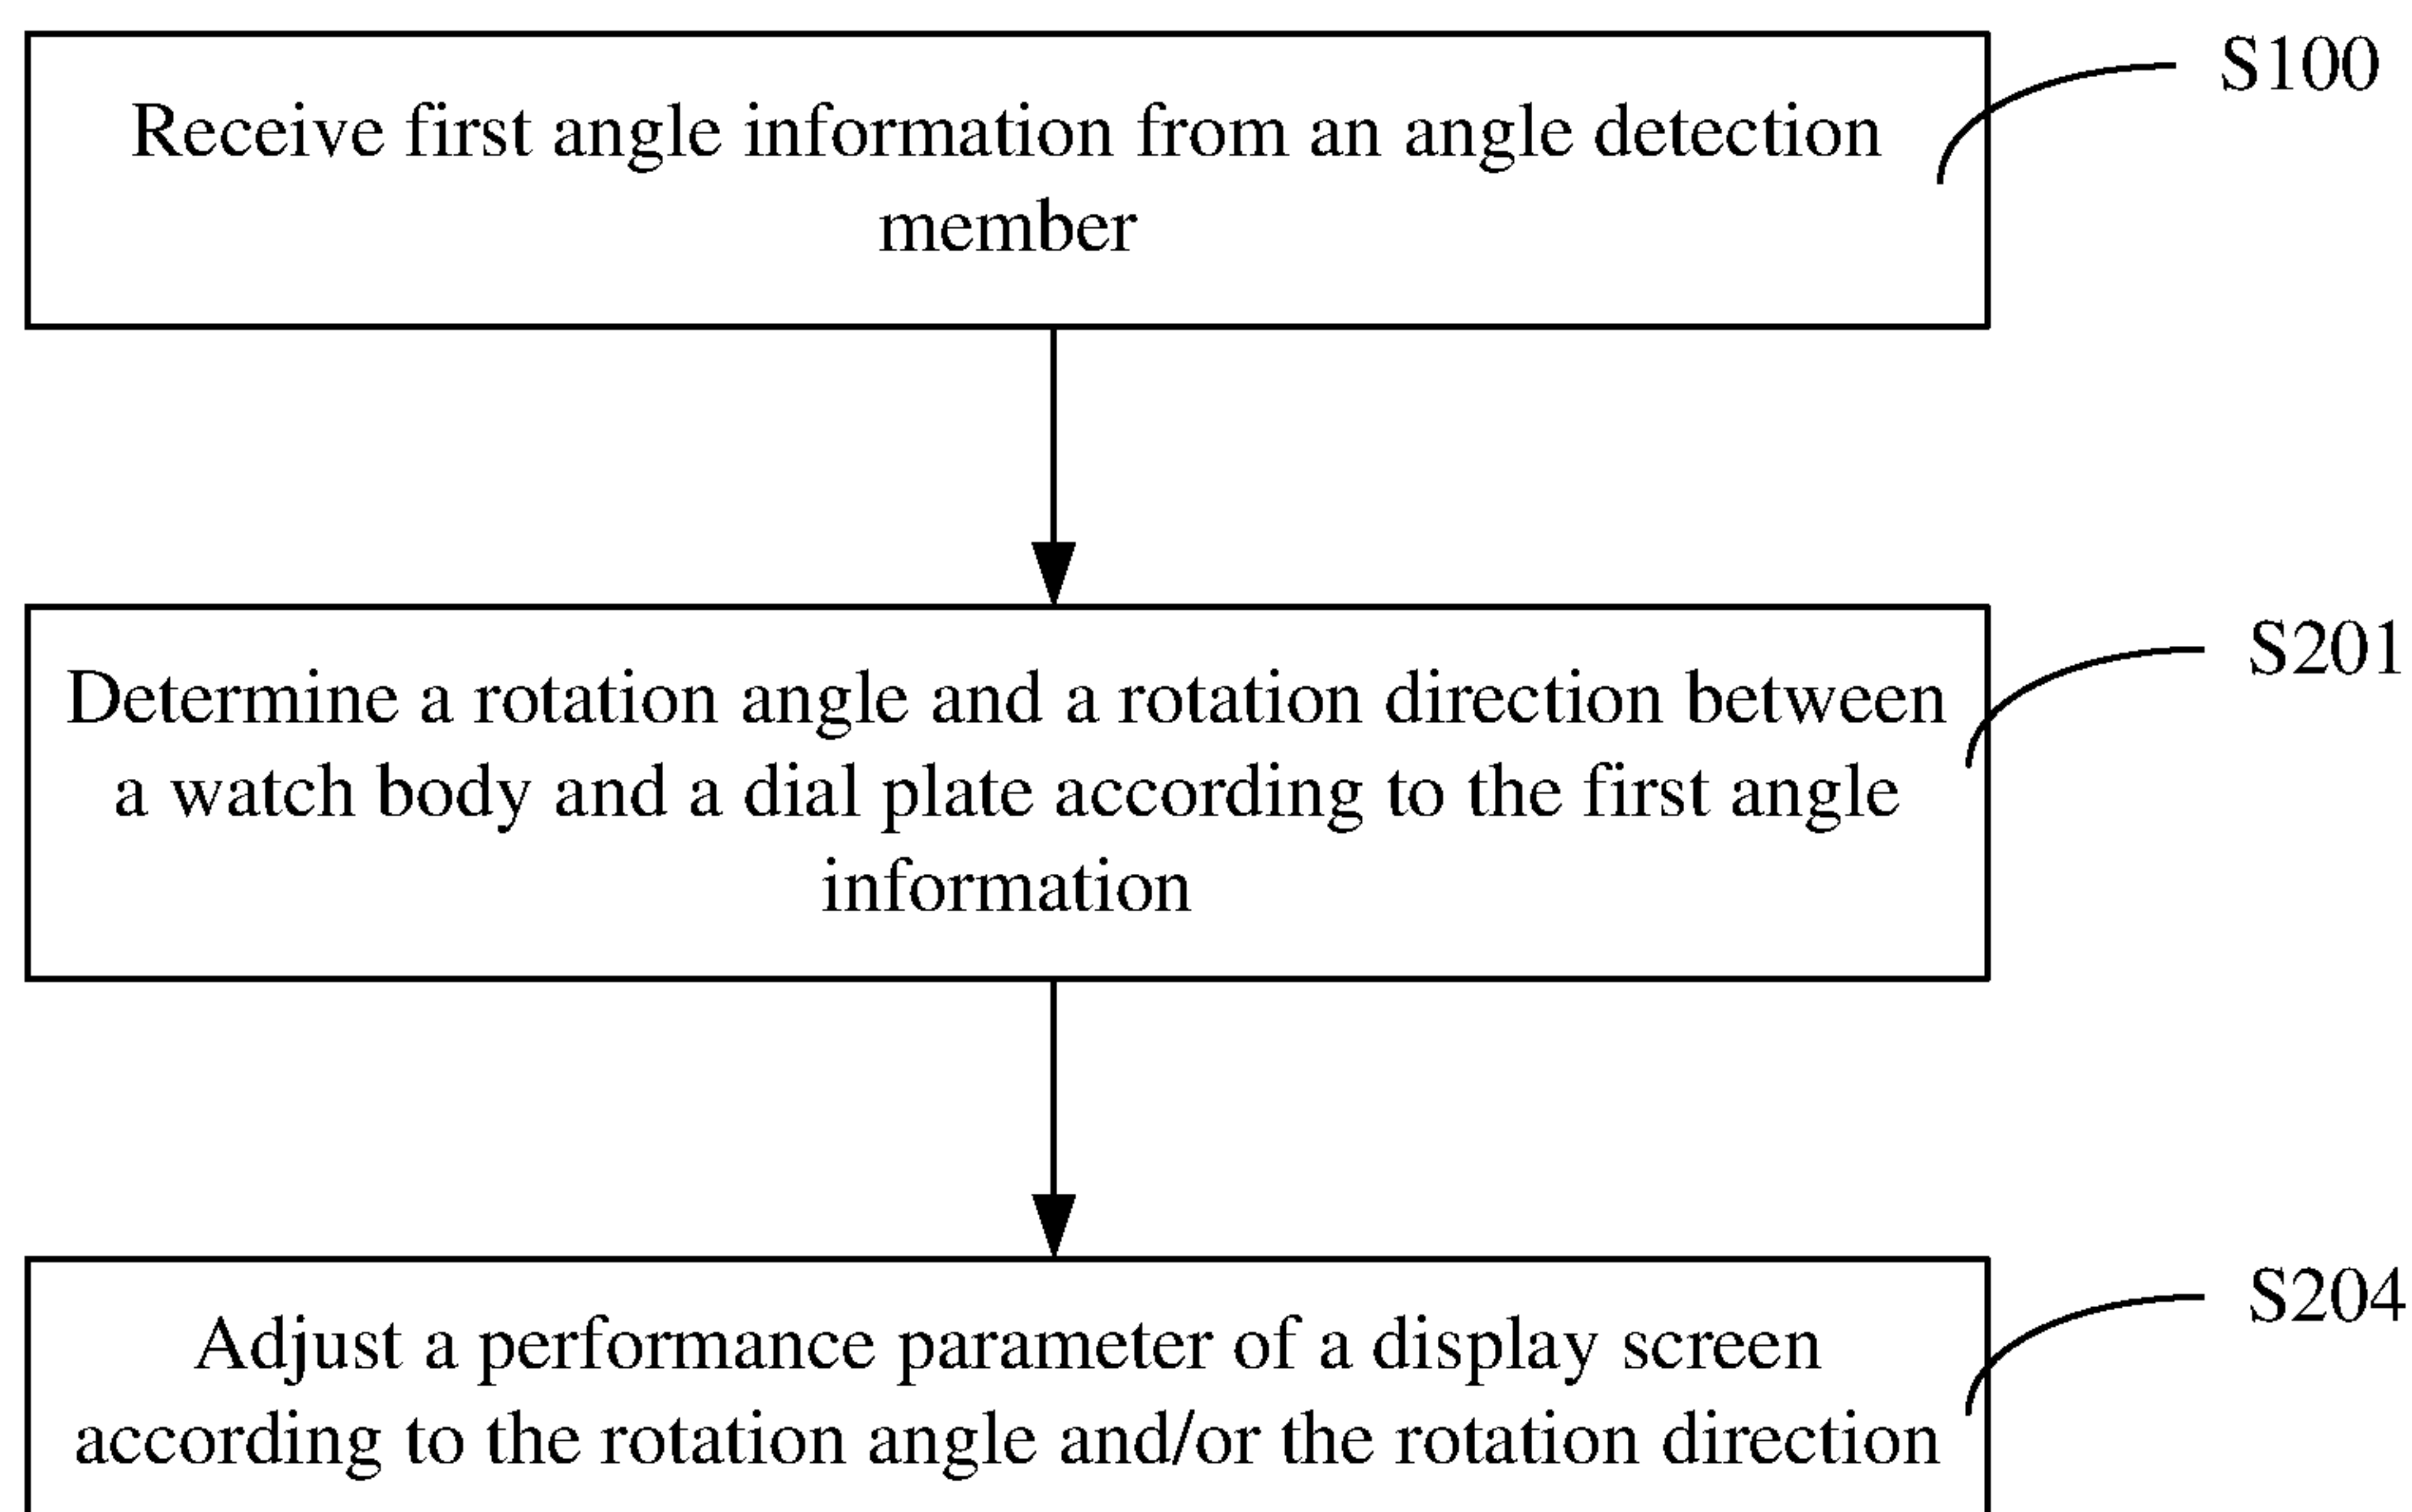 S100
Receive first angle information from an angle detection
member
S201
Determine a rotation angle and a rotation direction between
a watch body and a dial plate according to the first angle
information
S204
Adjust a performance parameter of a display screen
according to the rotation angle and/or the rotation direction